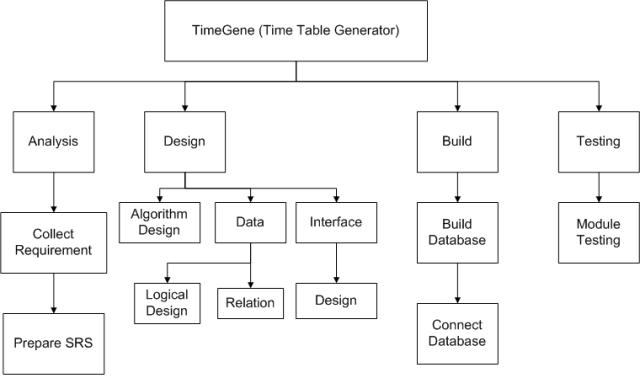 TimeGene (Time Table Generator)
Analysis
Design
Build
Testing
Collect
Requirement
Algorithm
Design
Data
Interface
Build
Database
Module
Testing
Logical
Design
Relation
Design
Prepare SRS
Connect
Database